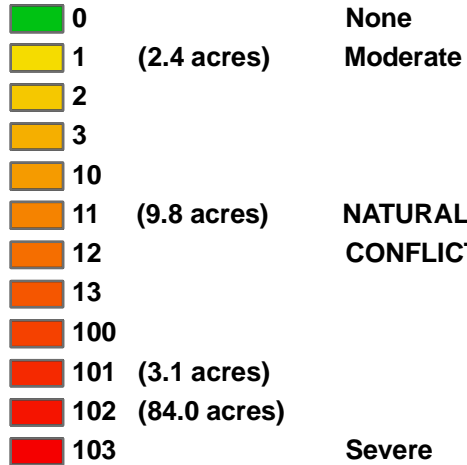 0 None
1 (2.4 acres) Moderate
2
3
10
11 (9.8 acres) NATURAL
12
13
100
101 (3.1 acres)
102 (84.0 acres)
103 Severe